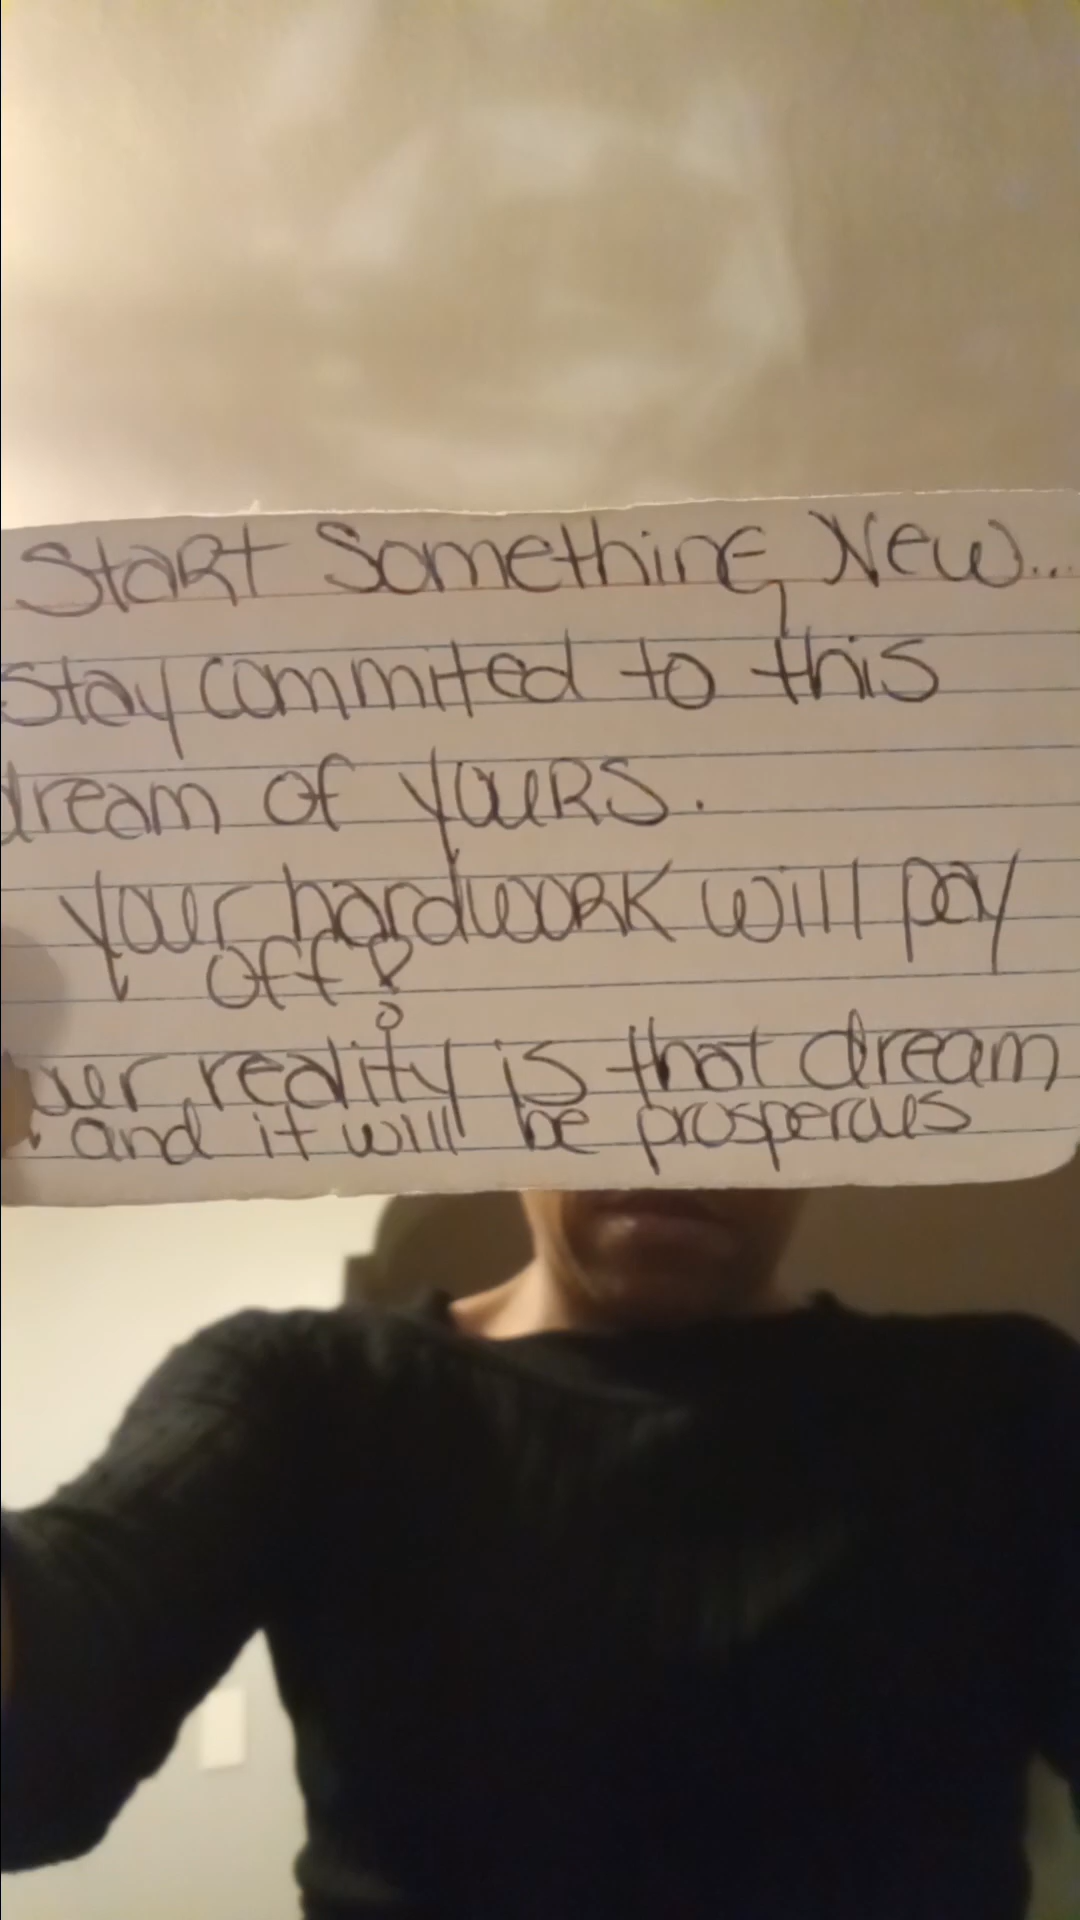 Start Something New...
Stay commited to this
dream of yours.
your hardwork will pay
off!
your reality is that dream
and it will be prosperous